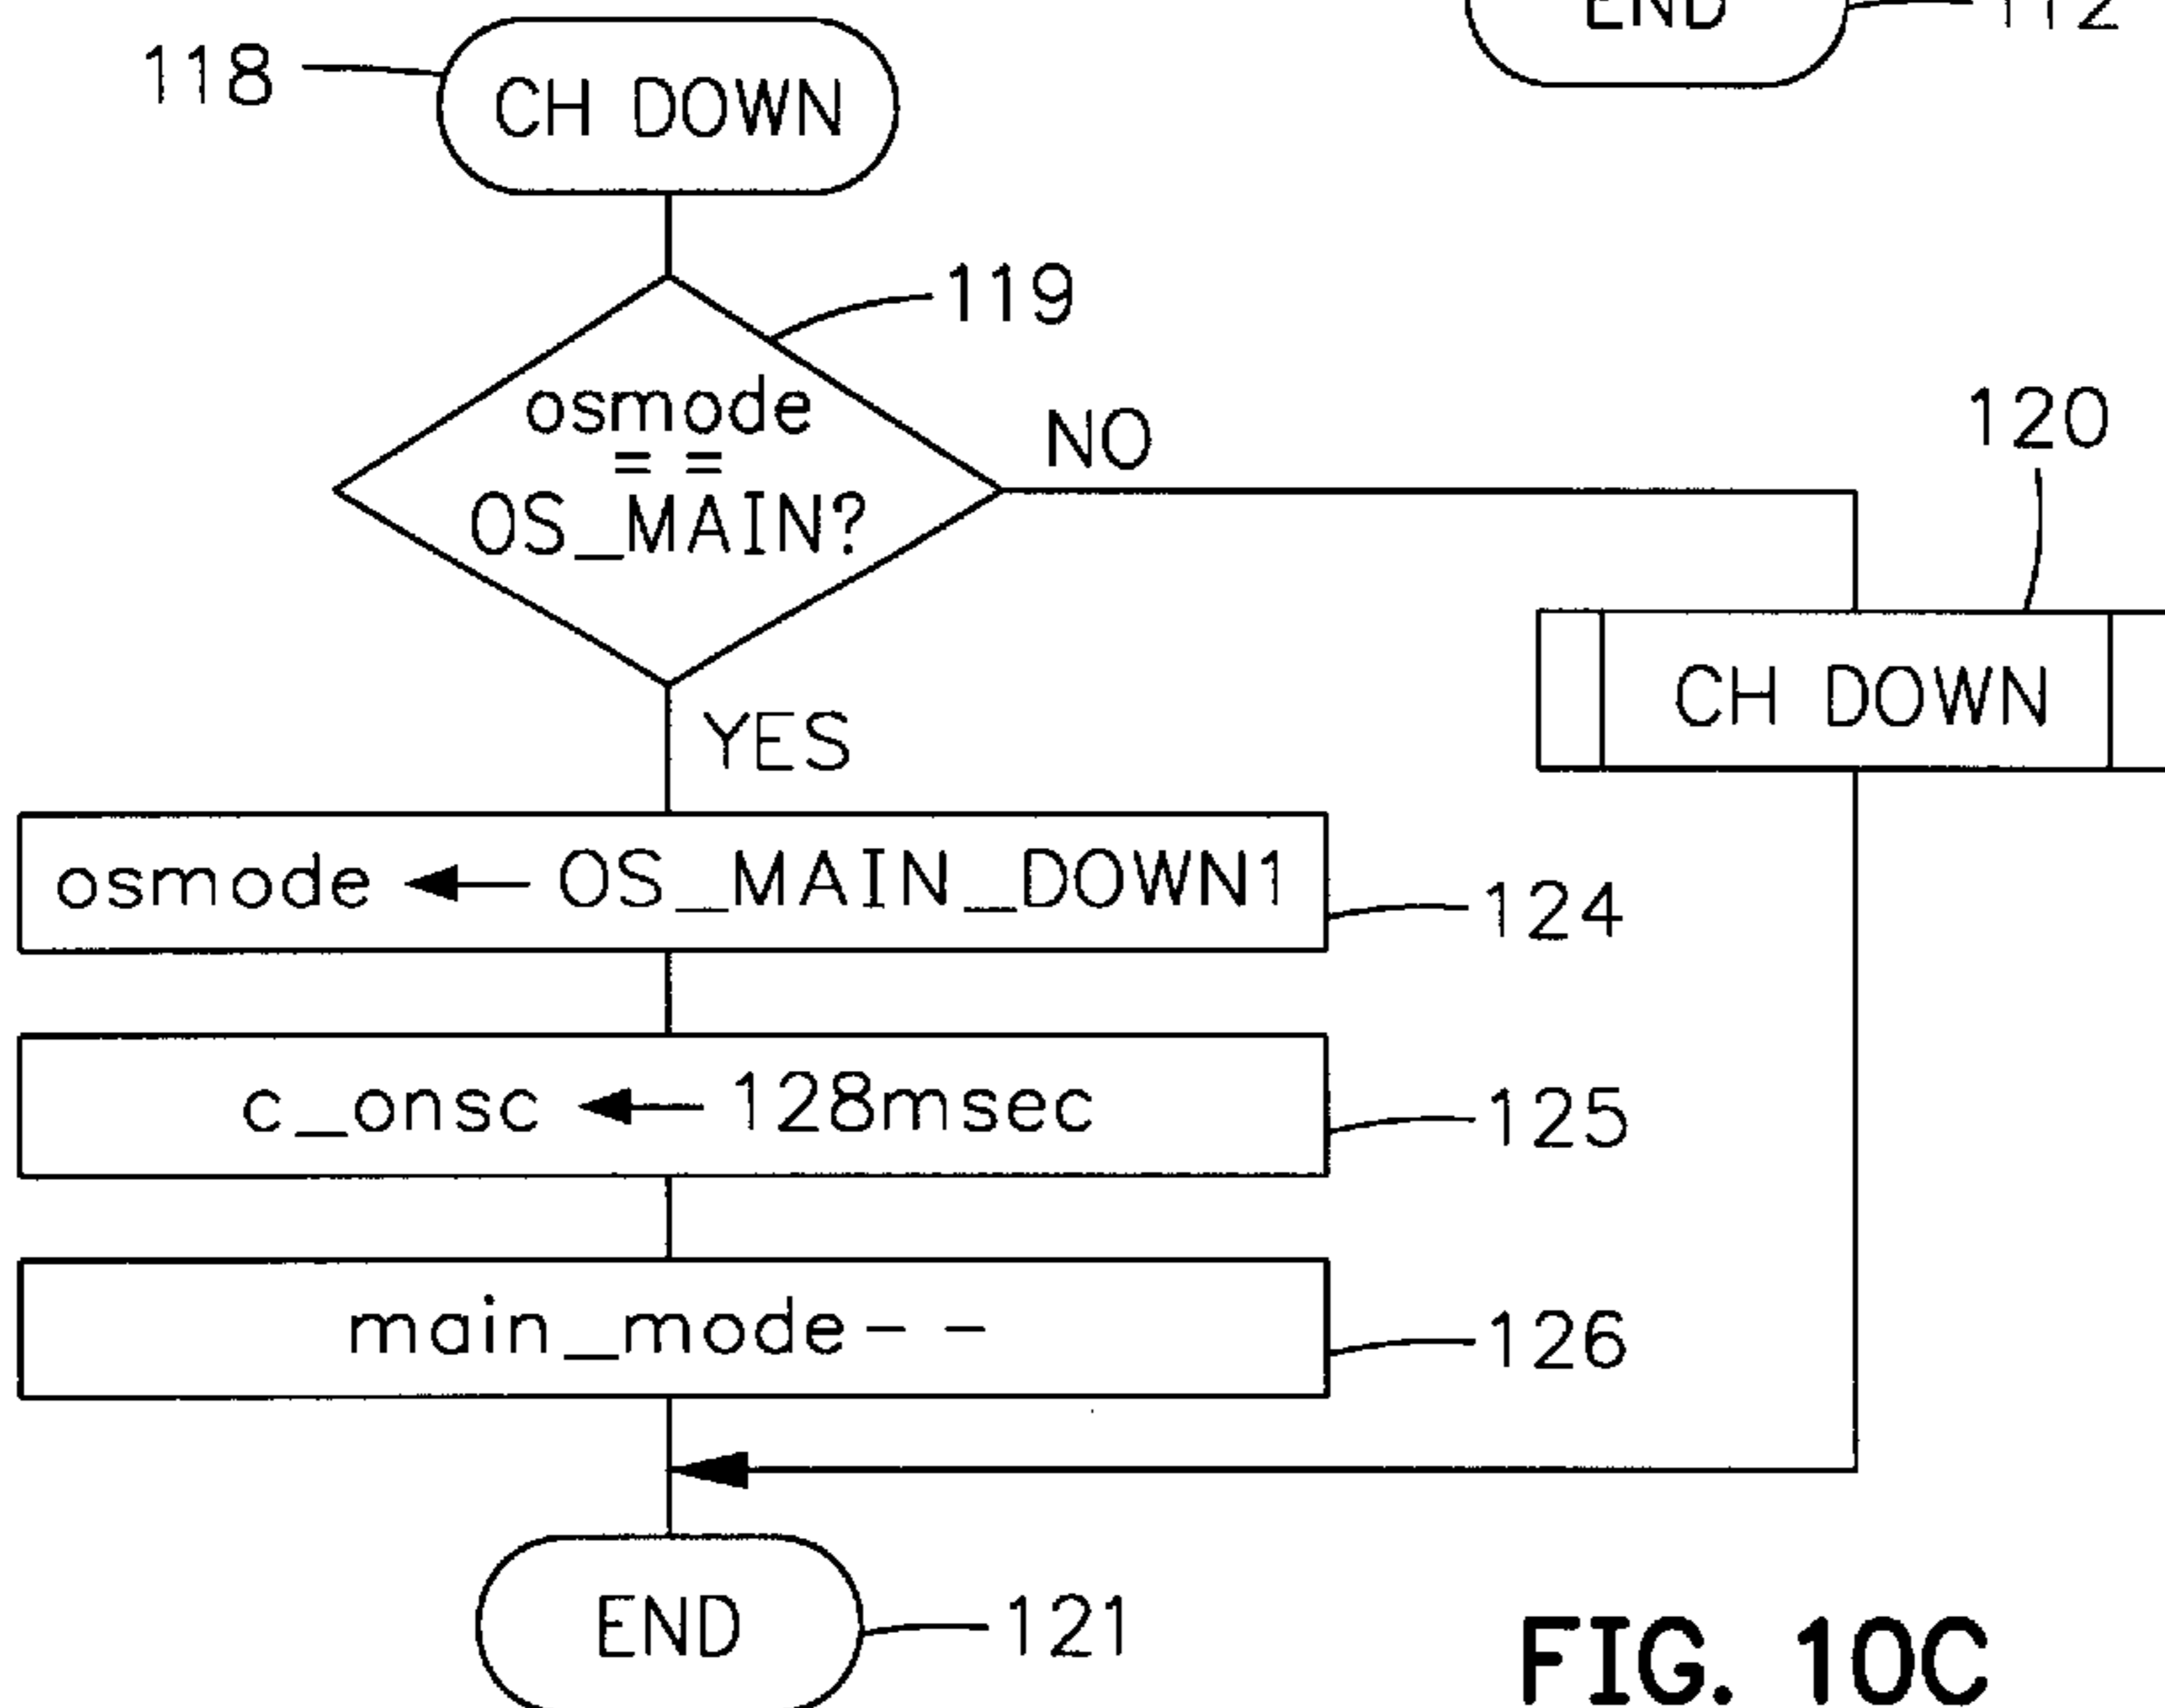 END
112
118
CH DOWN
119
osmode
==
OS_MAIN?
NO
120
CH DOWN
YES
osmode ← OS_MAIN_DOWN1
124
c_onsc ← 128msec
125
main_mode--
126
END
121
FIG. 10C